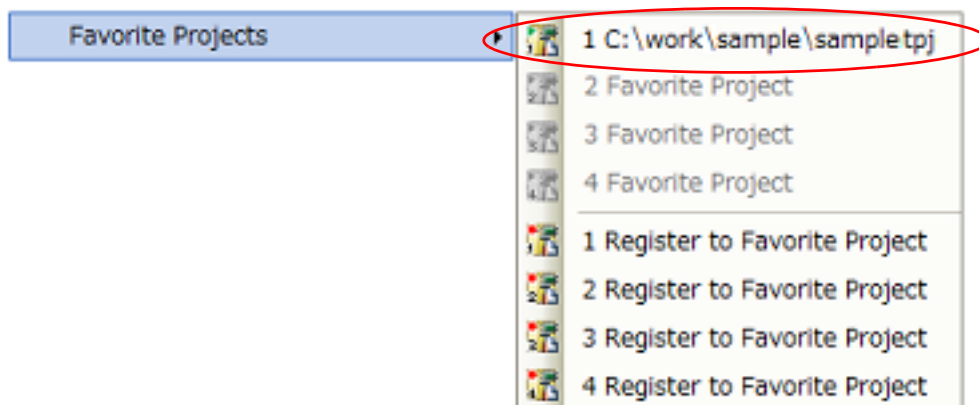 Favorite Projects
1 C:\work\sample\sample tpj
2 Favorite Project
3 Favorite Project
4 Favorite Project
1 Register to Favorite Project
2 Register to Favorite Project
3 Register to Favorite Project
4 Register to Favorite Project